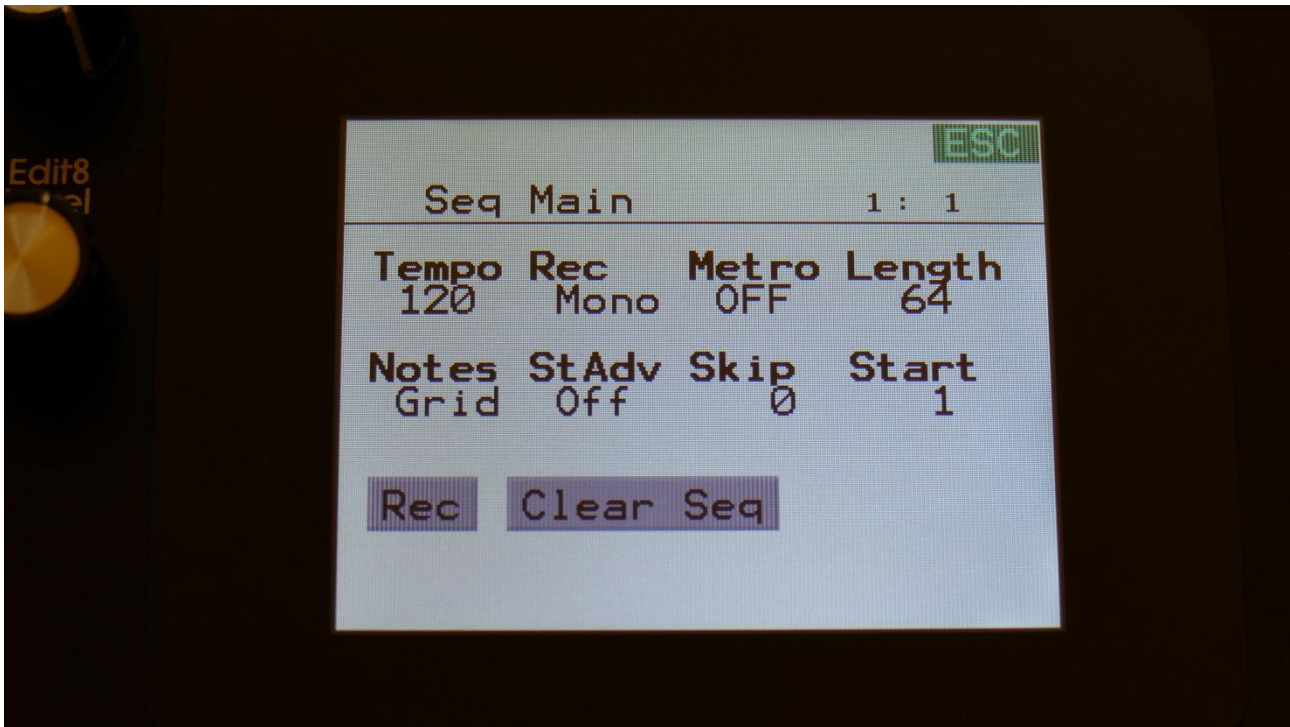 ESC
Edit8
Seq Main 1: 1
Tempo Rec Metro Length
120 Mono OFF 64
Notes StAdv Skip Start
Grid Off 0 1
Rec Clear Seq